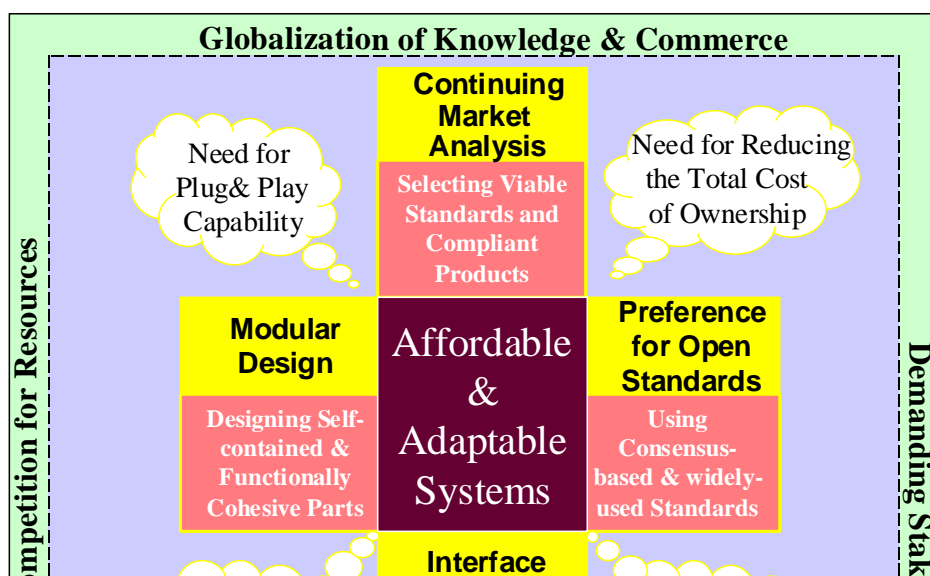 Globalization of Knowledge & Commerce
Continuing
Market
Analysis
Need for
Plug& Play
Capability
Need for Reducing
the Total Cost
of Ownership
Selecting Viable
Standards and
Compliant
Products
Modular
Design
Affordable
&
Adaptable
Systems
Preference
for Open
Standards
Designing Self-
contained &
Functionally
Cohesive Parts
Using
Consensus-
based & widely-
used Standards
Interface
ompetition for Resources
Demanding Stak